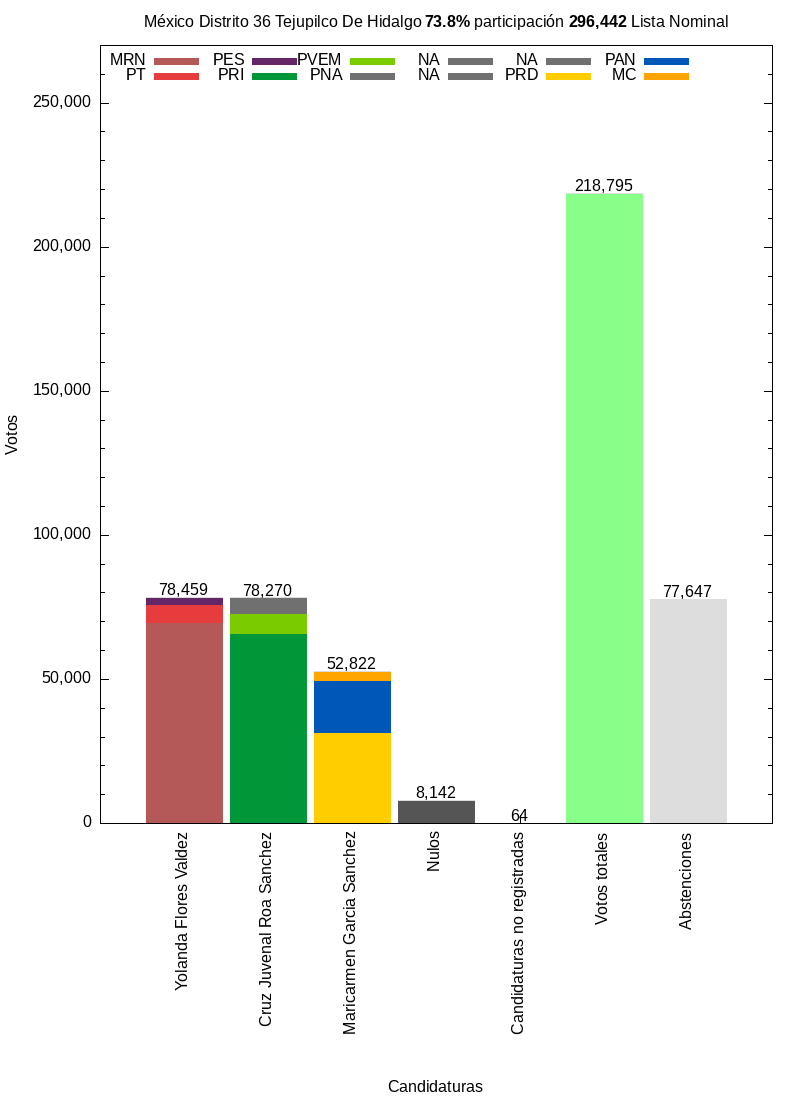 México Distrito 36 Tejupilco De Hidalgo 73.8% participación 296,442 Lista Nominal
MRN PES PVEM NA NA PAN
PT PRI PNA NA PRD MC
250,000
200,000
150,000
100,000
50,000
0
Votos
78,459
78,270
52,822
8,142
64
218,795
77,647
Yolanda Flores Valdez
Cruz Juvenal Roa Sanchez
Maricarmen Garcia Sanchez
Nulos
Candidaturas no registradas
Votos totales
Abstenciones
Candidaturas